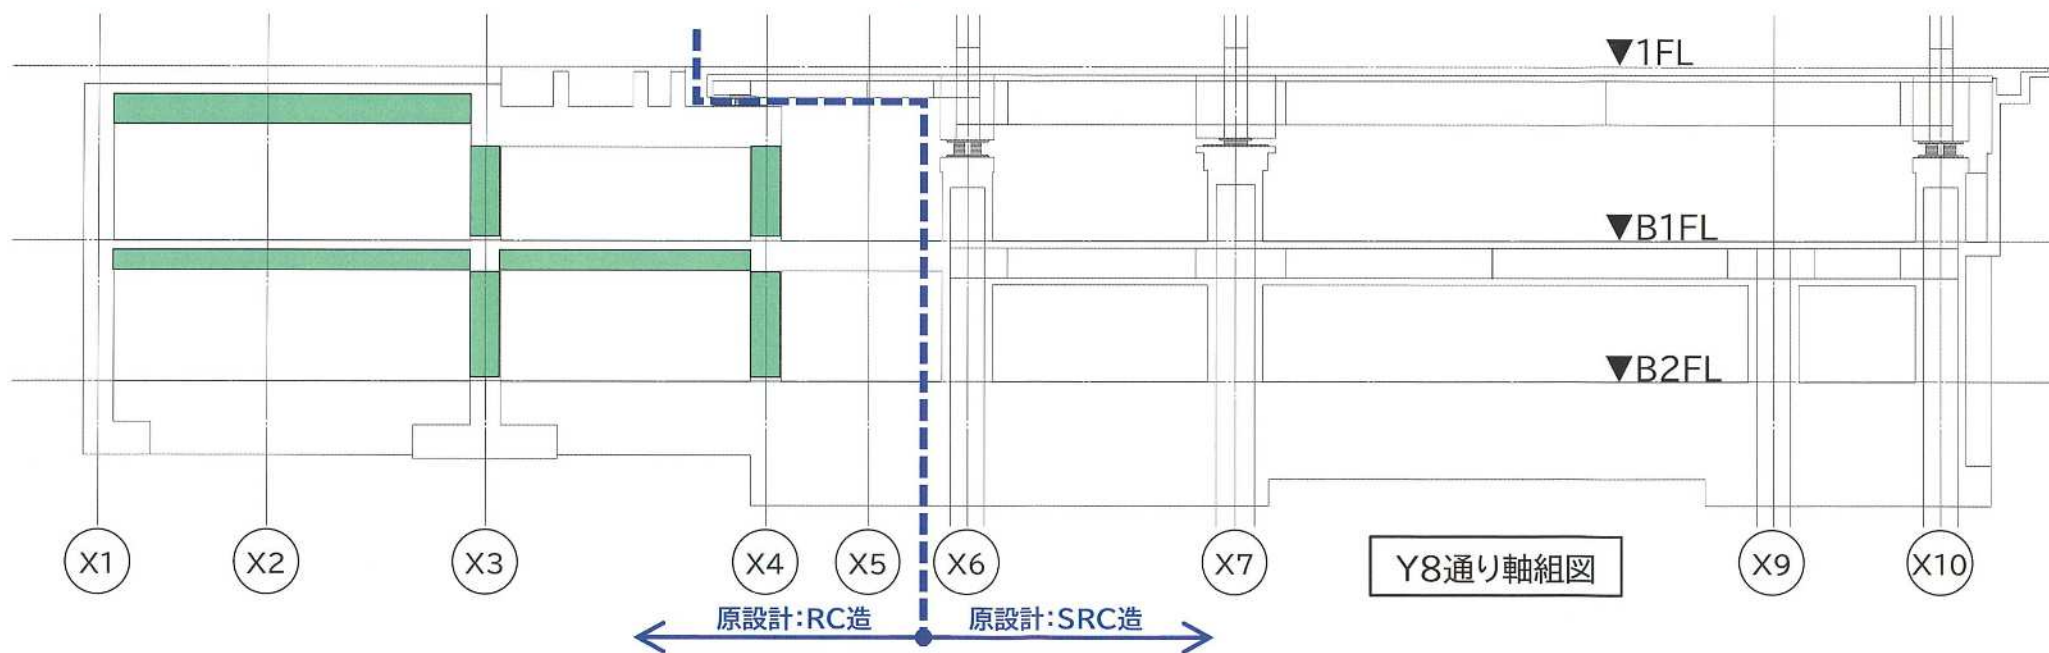 ▼1FL
▼B1FL
▼B2FL
X1 X2 X3 X4 X5 X6 X7 X9 X10
Y8通り軸組図
原設計:RC造 原設計:SRC造